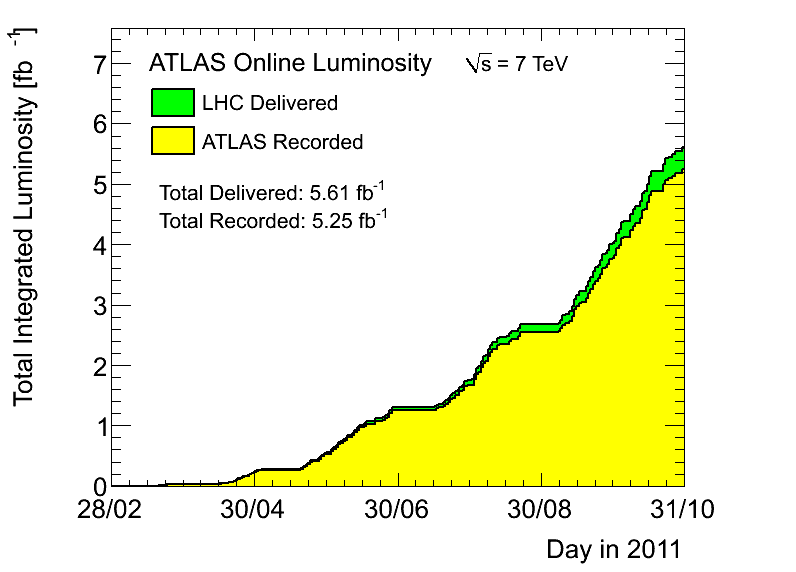 Total Integrated Luminosity [fb⁻¹]
ATLAS Online Luminosity √s = 7 TeV
LHC Delivered
ATLAS Recorded
Total Delivered: 5.61 fb⁻¹
Total Recorded: 5.25 fb⁻¹
7
6
5
4
3
2
1
0
28/02 30/04 30/06 30/08 31/10
Day in 2011